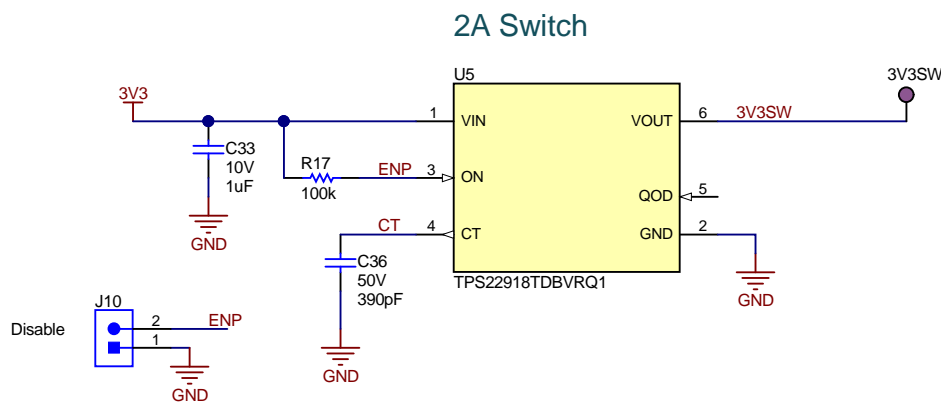 2A Switch
U5
3V3SW
3V3
1
VIN
VOUT
6
3V3SW
C33
10V
1uF
R17
100k
ENP
3
ON
QOD
5
GND
CT
4
CT
GND
2
C36
50V
390pF
TPS22918TDBVRQ1
GND
J10
Disable
2
ENP
1
GND
GND